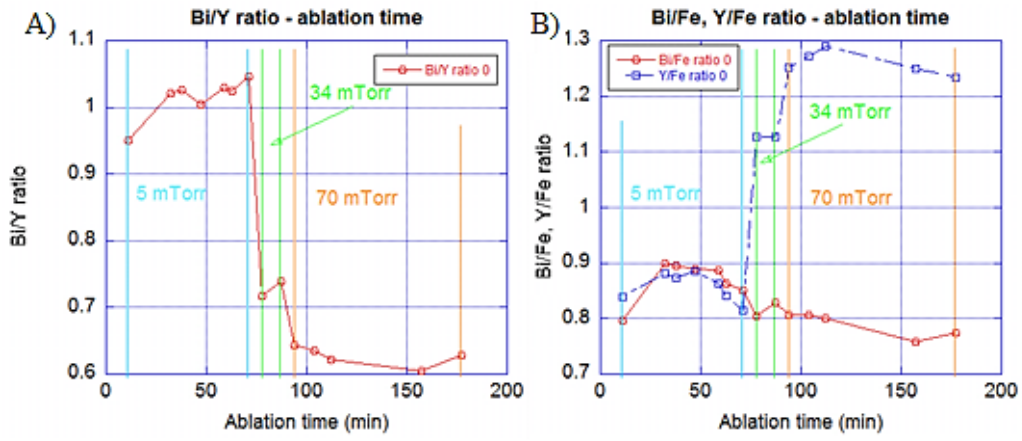 A)
Bi/Y ratio - ablation time
1.1
1
0.9
0.8
0.7
0.6
Bi/Y ratio
Bi/Y ratio 0
34 mTorr
5 mTorr
70 mTorr
0
50
100
150
200
Ablation time (min)
B)
Bi/Fe, Y/Fe ratio - ablation time
1.3
1.2
1.1
1
0.9
0.8
0.7
Bi/Fe, Y/Fe ratio
Bi/Fe ratio 0
Y/Fe ratio 0
34 mTorr
5 mTorr
70 mTorr
0
50
100
150
200
Ablation time (min)